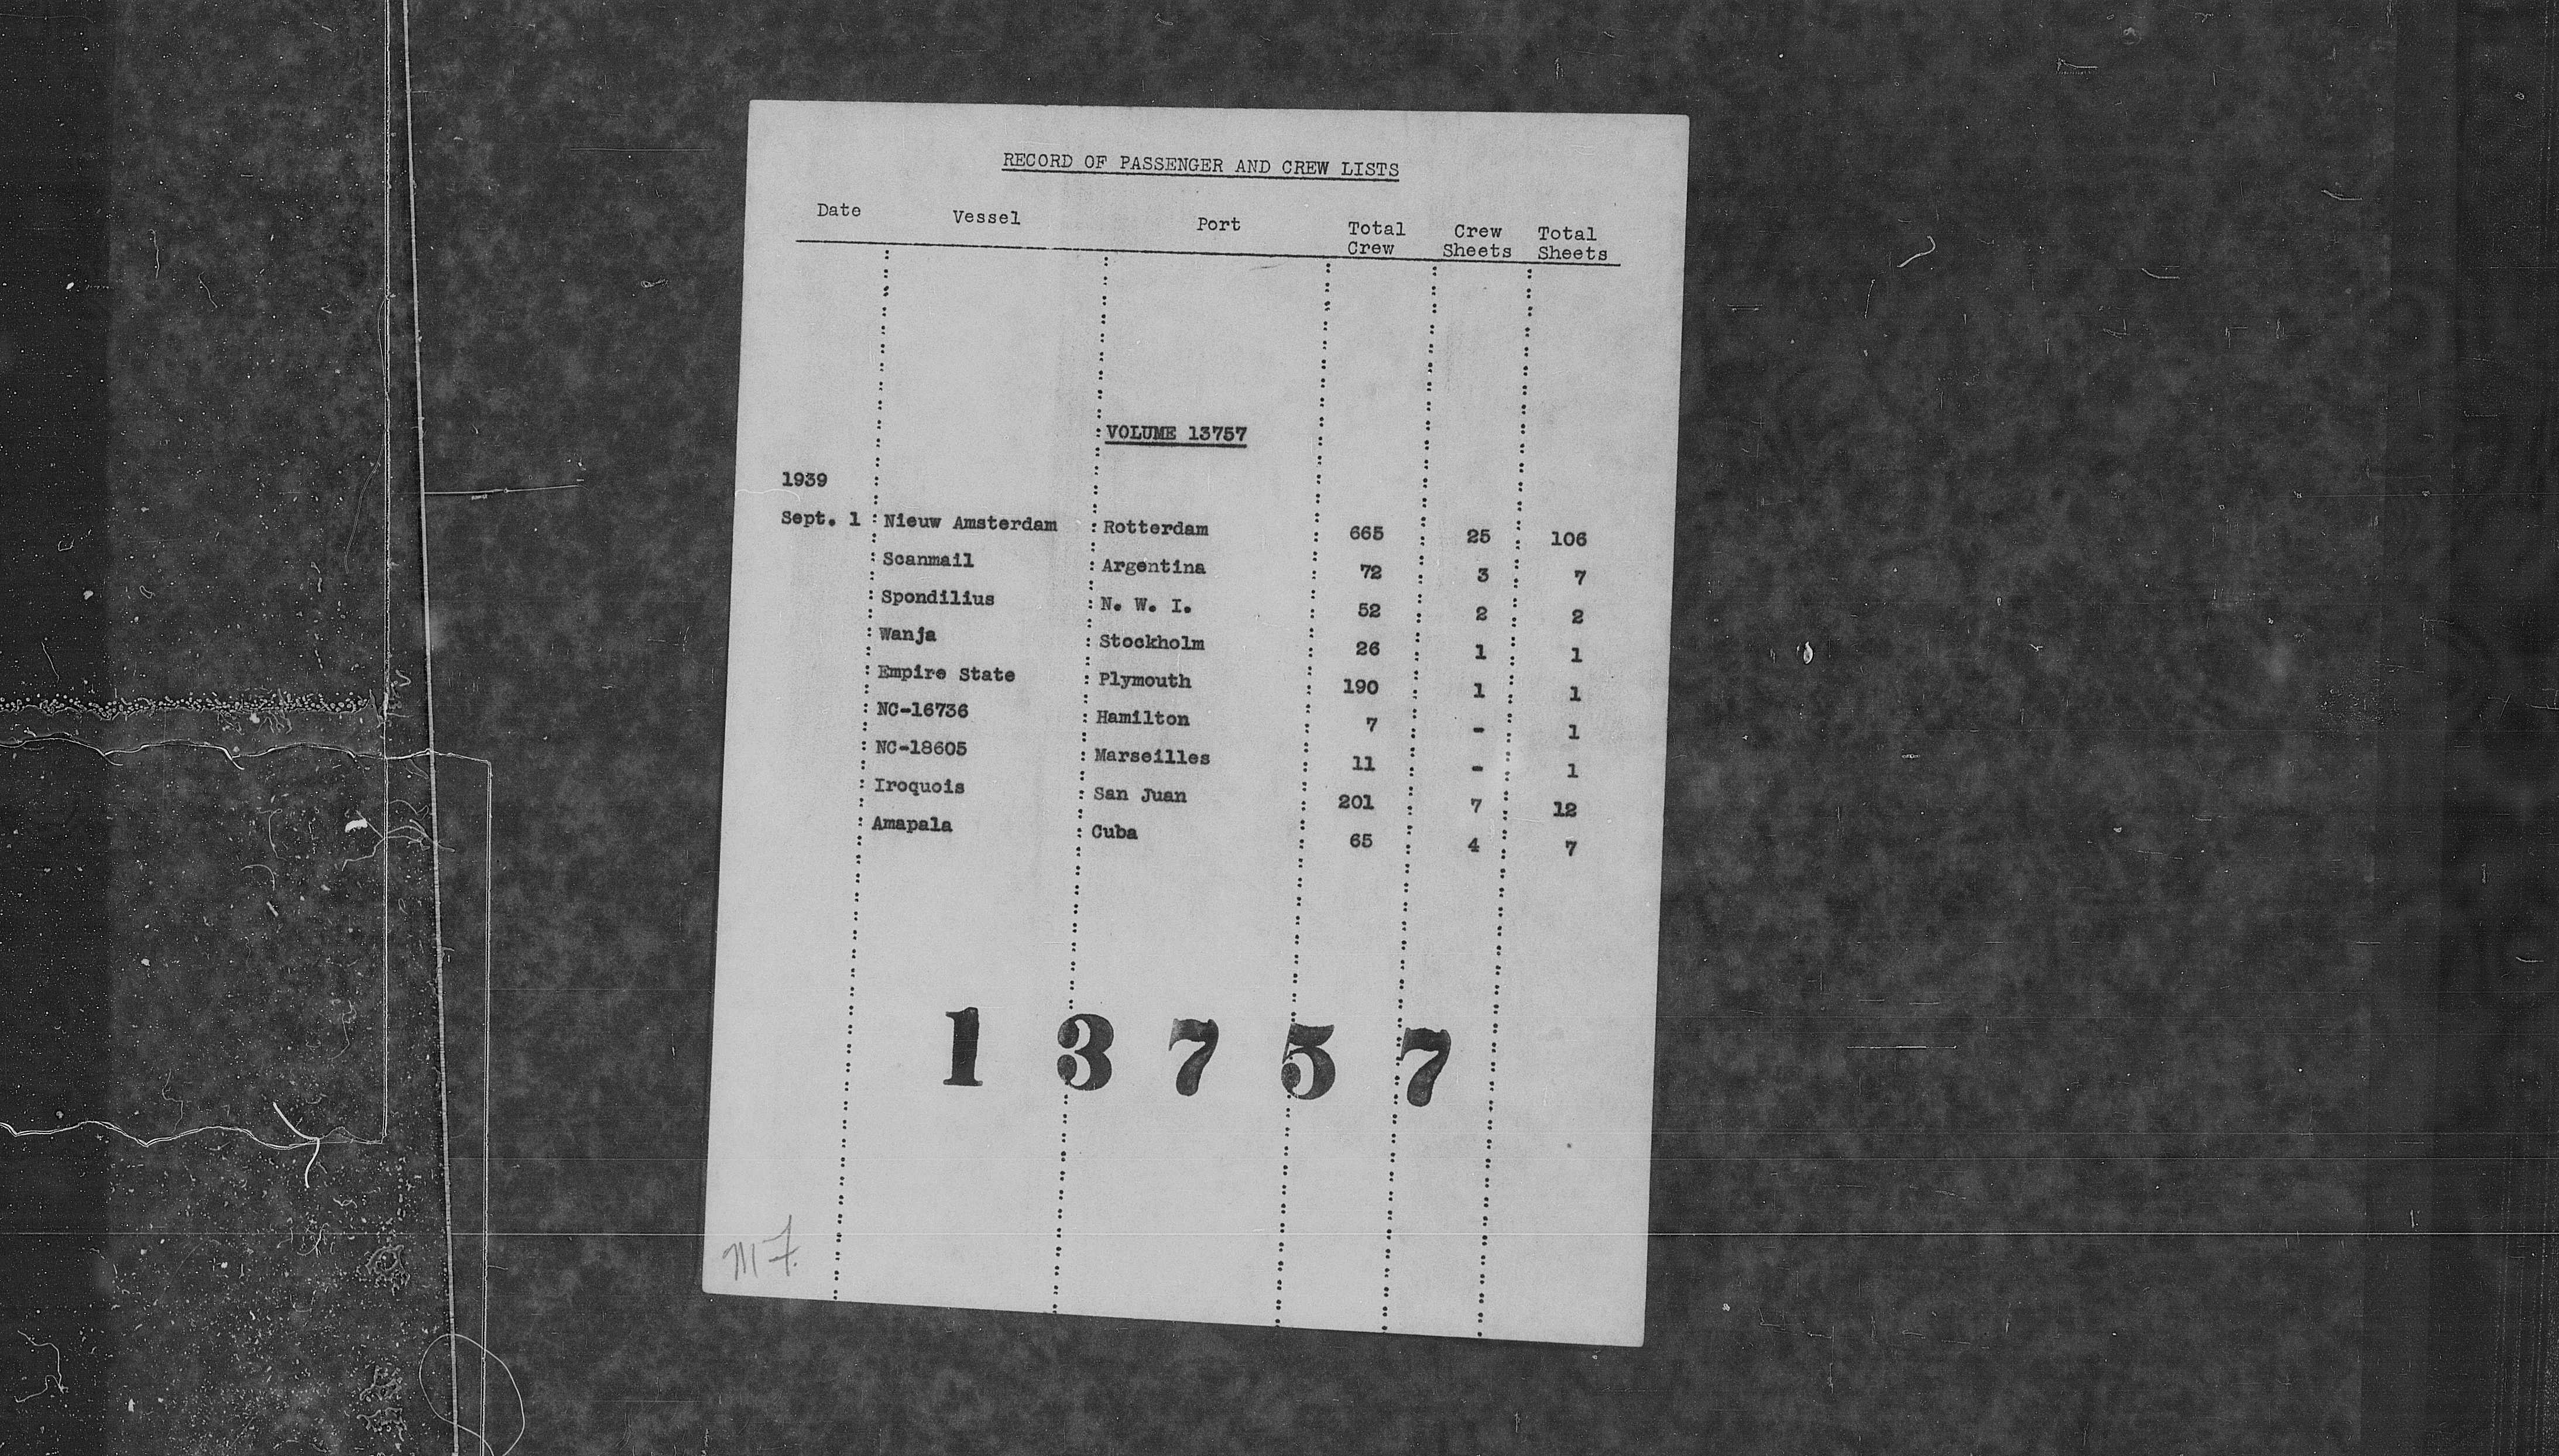 RECORD OF PASSENGER AND CREW LISTS
Date Vessel Port Total Crew Crew Sheets Total Sheets
VOLUME 13757
1939
Sept. 1 Nieuw Amsterdam Rotterdam 665 25 106
Scanmail Argentina 72 3 7
Spondilius N. W. I. 52 2 2
Wanja Stockholm 26 1 1
Empire State Plymouth 190 1 1
NC-16736 Hamilton 7 - 1
NC-18605 Marseilles 11 - 1
Iroquois San Juan 201 7 12
Amapala Cuba 65 4 7
1 3 7 5 7